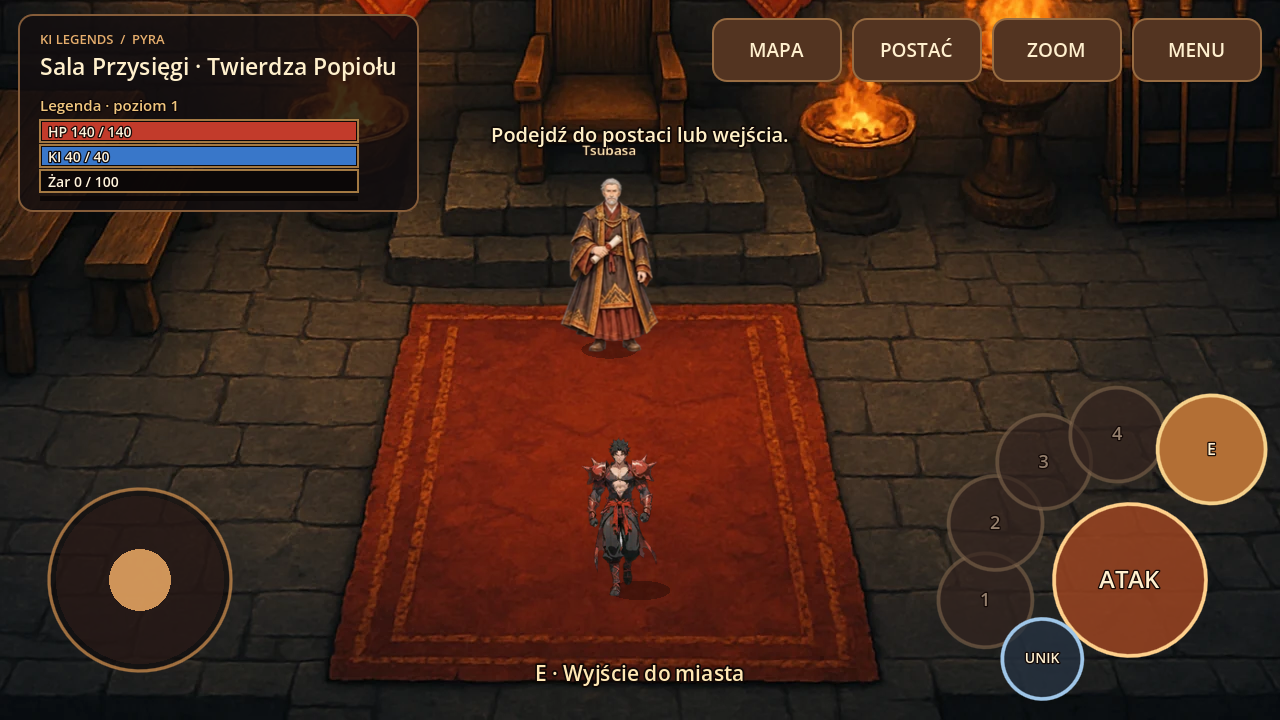 KI LEGENDS / PYRA
Sala Przysięgi · Twierdza Popiołu
Legenda · poziom 1
HP 140 / 140
KI 40 / 40
Żar 0 / 100
MAPA
POSTAĆ
ZOOM
MENU
Podejdź do postaci lub wejścia.
Tsubasa
4
E
3
2
ATAK
1
UNIK
E · Wyjście do miasta